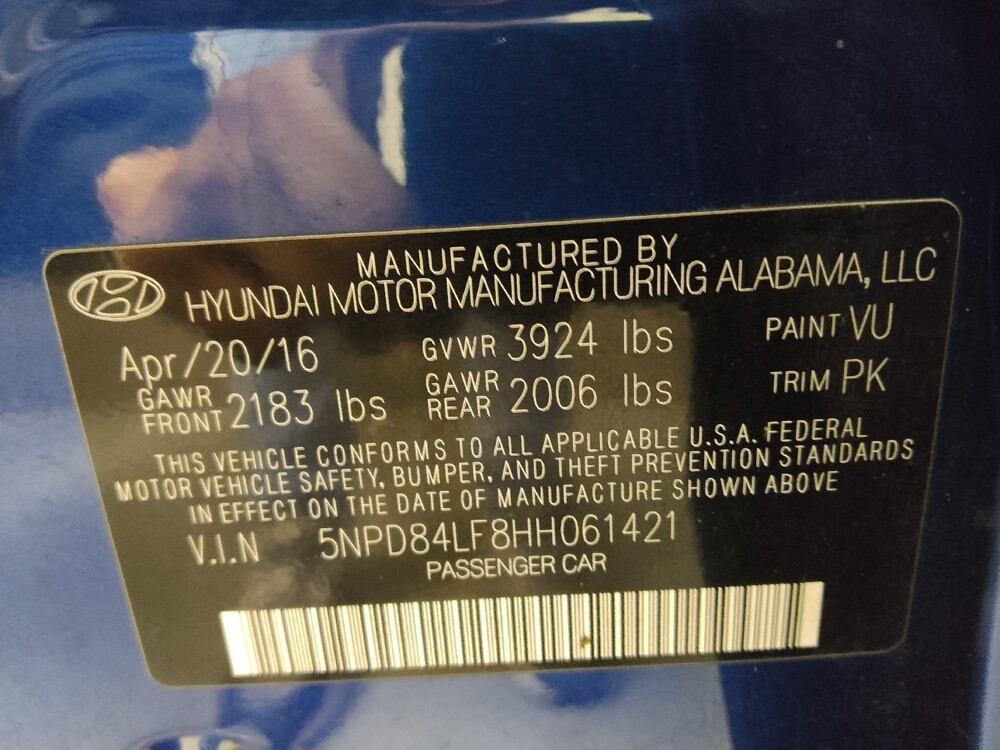 MANUFACTURED BY
HYUNDAI MOTOR MANUFACTURING ALABAMA, LLC
Apr/20/16 GVWR 3924 lbs PAINT VU
GAWR FRONT 2183 lbs GAWR REAR 2006 lbs TRIM PK
THIS VEHICLE CONFORMS TO ALL APPLICABLE U.S.A. FEDERAL
MOTOR VEHICLE SAFETY, BUMPER, AND THEFT PREVENTION STANDARDS
IN EFFECT ON THE DATE OF MANUFACTURE SHOWN ABOVE
V.I.N 5NPD84LF8HH061421
PASSENGER CAR